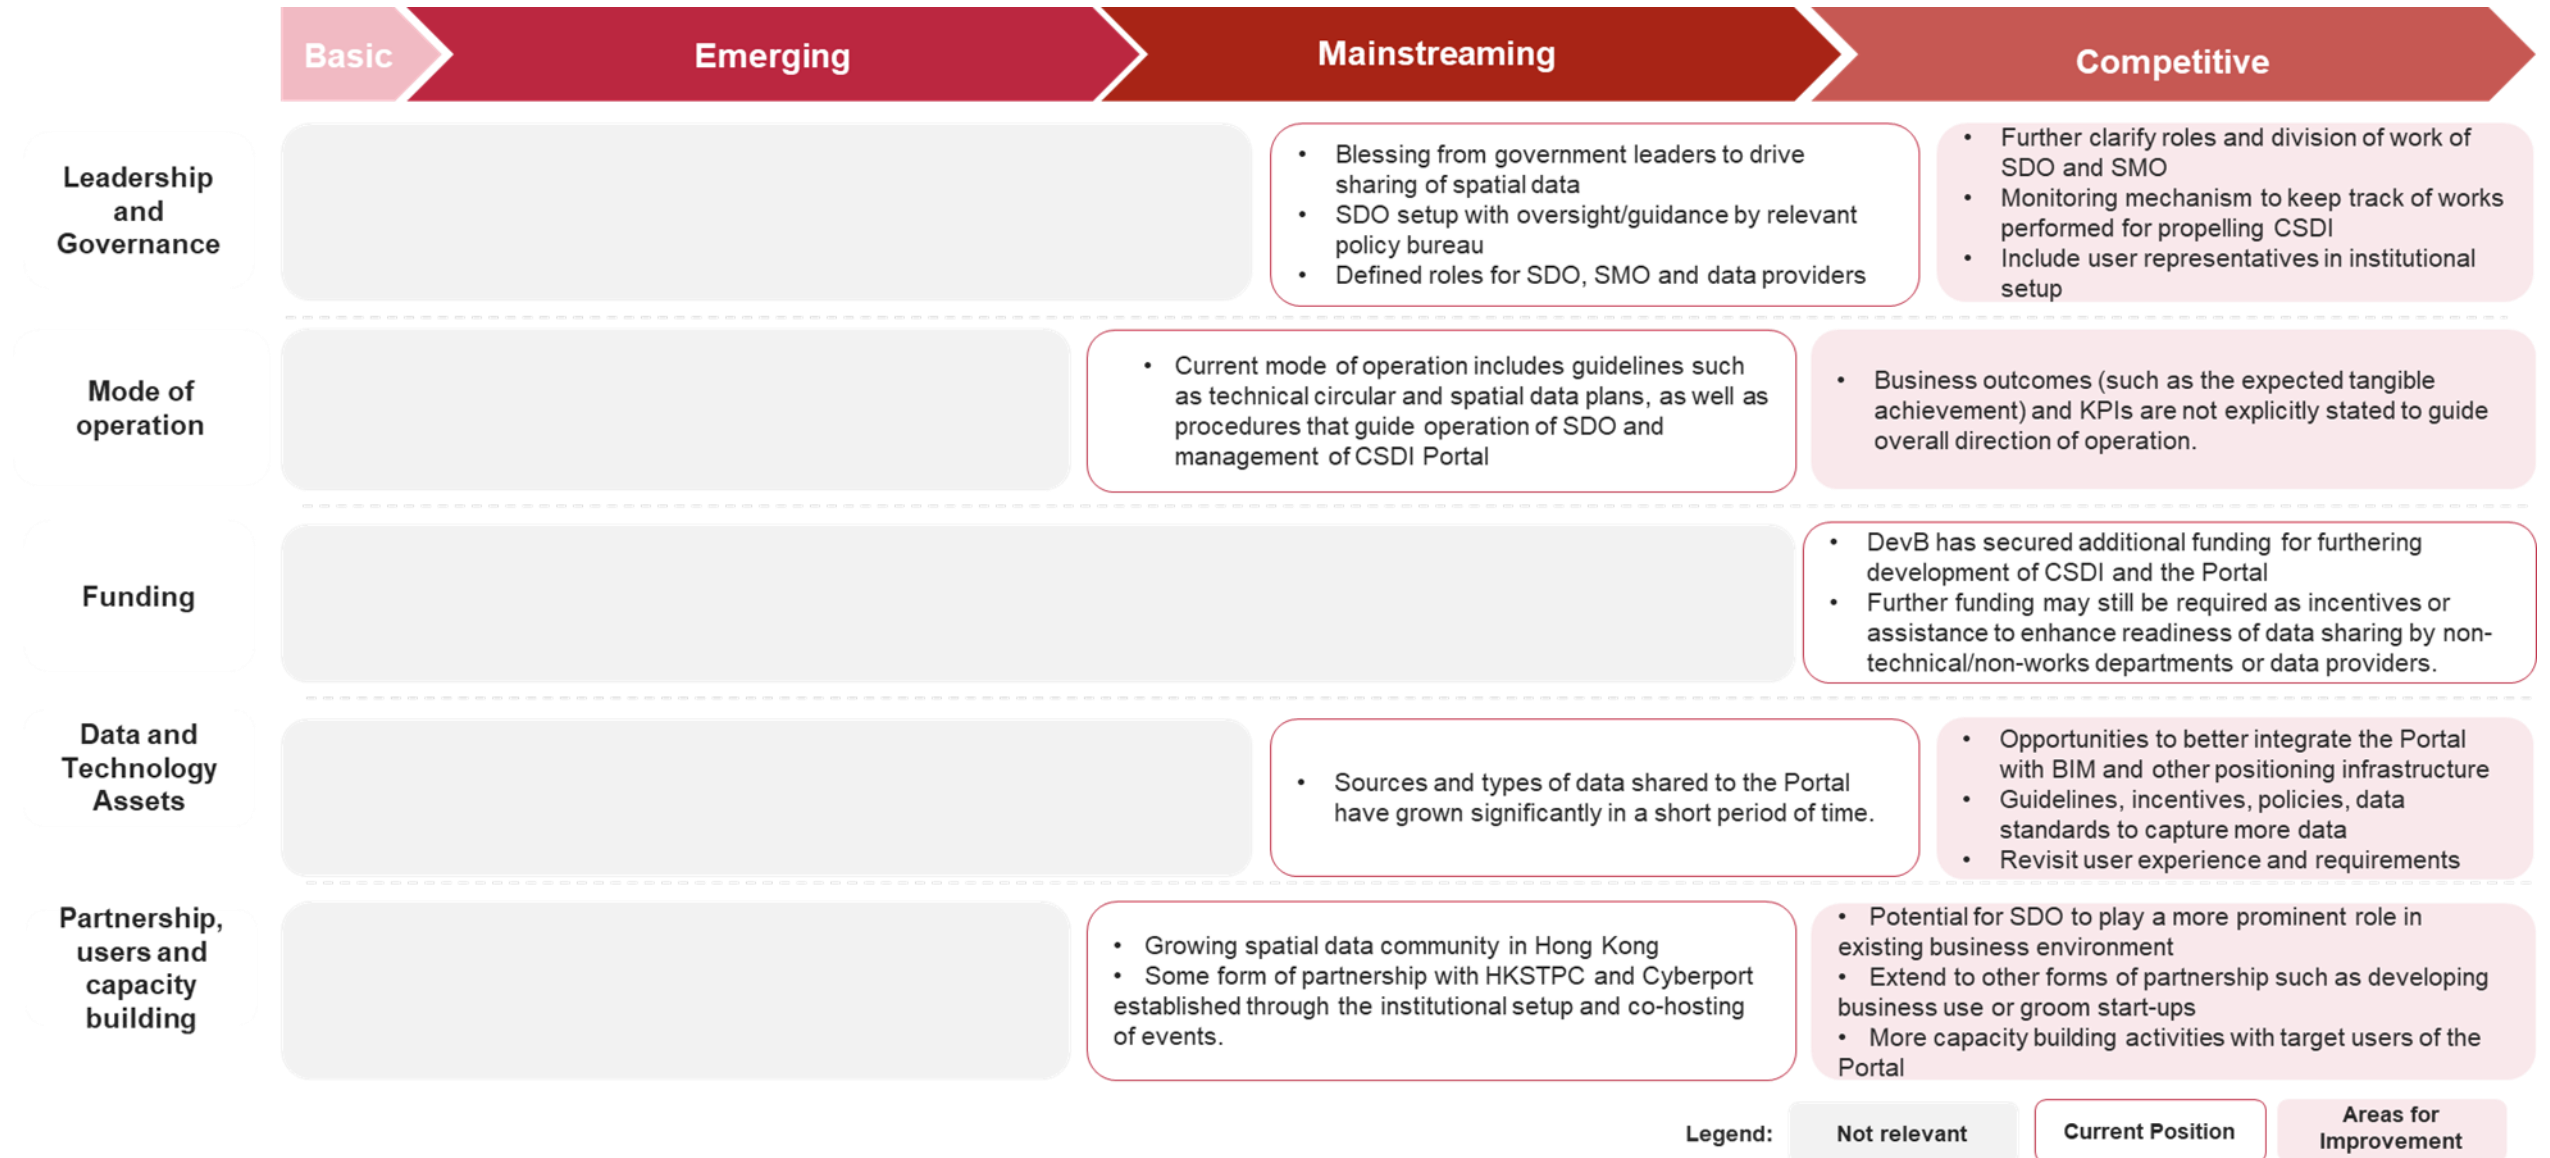 Basic
Emerging
Mainstreaming
Competitive
Leadership
and
Governance
• Blessing from government leaders to drive
sharing of spatial data
• SDO setup with oversight/guidance by relevant
policy bureau
• Defined roles for SDO, SMO and data providers
• Further clarify roles and division of work of
SDO and SMO
• Monitoring mechanism to keep track of works
performed for propelling CSDI
• Include user representatives in institutional
setup
Mode of
operation
• Current mode of operation includes guidelines such
as technical circular and spatial data plans, as well as
procedures that guide operation of SDO and
management of CSDI Portal
• Business outcomes (such as the expected tangible
achievement) and KPIs are not explicitly stated to guide
overall direction of operation.
Funding
• DevB has secured additional funding for furthering
development of CSDI and the Portal
• Further funding may still be required as incentives or
assistance to enhance readiness of data sharing by non-
technical/non-works departments or data providers.
Data and
Technology
Assets
• Sources and types of data shared to the Portal
have grown significantly in a short period of time.
• Opportunities to better integrate the Portal
with BIM and other positioning infrastructure
• Guidelines, incentives, policies, data
standards to capture more data
• Revisit user experience and requirements
Partnership,
users and
capacity
building
• Growing spatial data community in Hong Kong
• Some form of partnership with HKSTPC and Cyberport
established through the institutional setup and co-hosting
of events.
• Potential for SDO to play a more prominent role in
existing business environment
• Extend to other forms of partnership such as developing
business use or groom start-ups
• More capacity building activities with target users of the
Portal
Legend:
Not relevant
Current Position
Areas for
Improvement